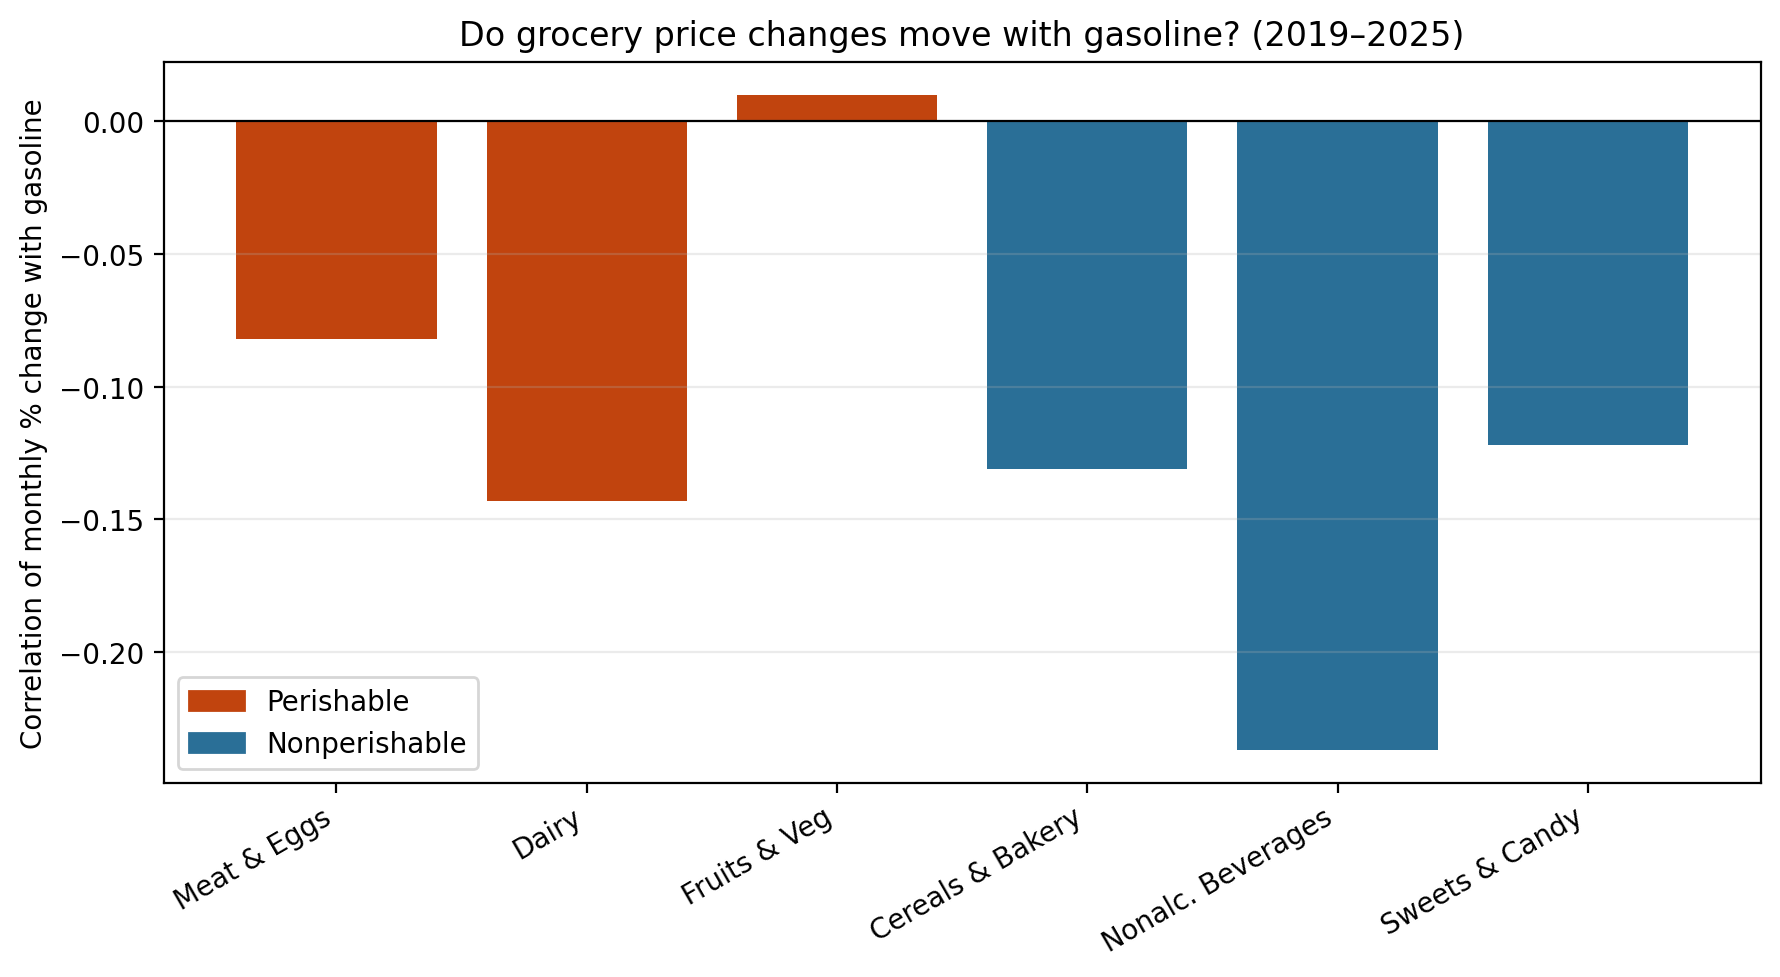 Do grocery price changes move with gasoline? (2019–2025)
Correlation of monthly % change with gasoline
0.00
−0.05
−0.10
−0.15
−0.20
Perishable
Nonperishable
Meat & Eggs
Dairy
Fruits & Veg
Cereals & Bakery
Nonalc. Beverages
Sweets & Candy